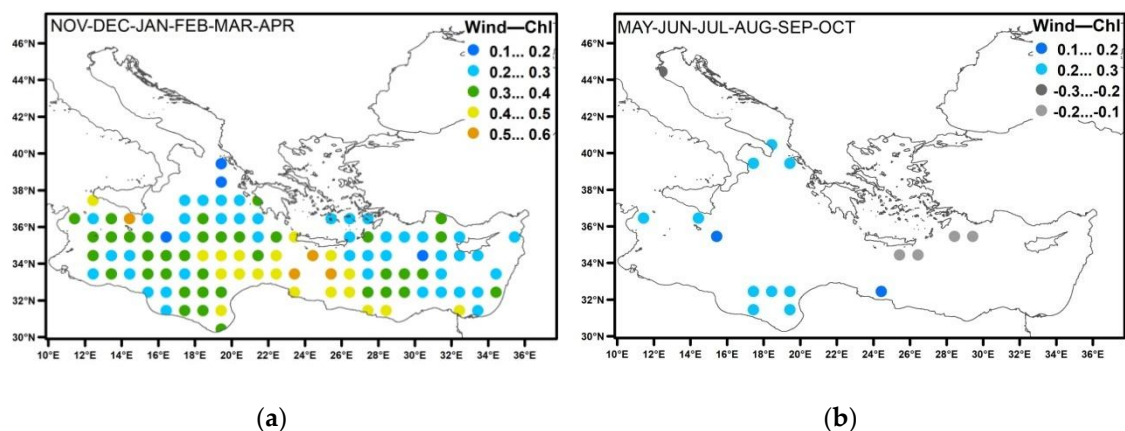 NOV-DEC-JAN-FEB-MAR-APR
Wind—Chl
0.1... 0.2
0.2... 0.3
0.3... 0.4
0.4... 0.5
0.5... 0.6
46°N
44°N
42°N
40°N
38°N
36°N
34°N
32°N
30°N
10°E 12°E 14°E 16°E 18°E 20°E 22°E 24°E 26°E 28°E 30°E 32°E 34°E 36°E
(a)
MAY-JUN-JUL-AUG-SEP-OCT
Wind—Chl
0.1... 0.2
0.2... 0.3
-0.3...-0.2
-0.2...-0.1
46°N
44°N
42°N
40°N
38°N
36°N
34°N
32°N
30°N
10°E 12°E 14°E 16°E 18°E 20°E 22°E 24°E 26°E 28°E 30°E 32°E 34°E 36°E
(b)